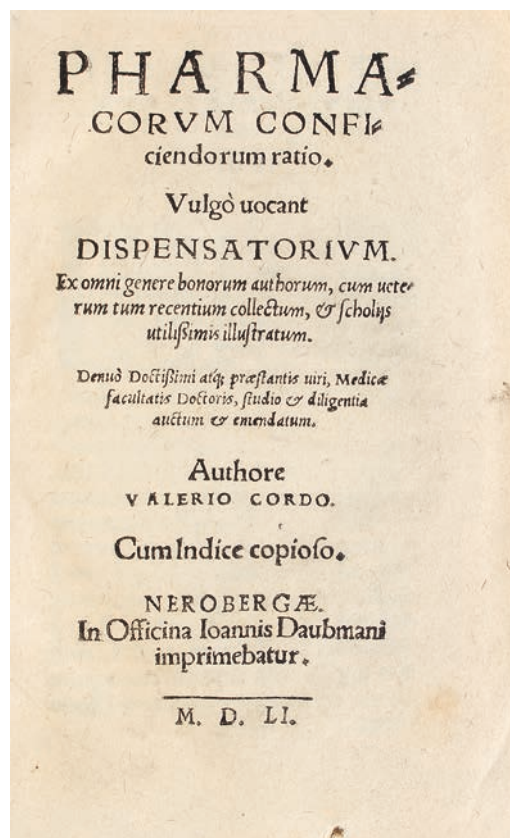 PHARMA⸗
CORVM CONFI⸗
ciendorum ratio.
Vulgò uocant
DISPENSATORIVM.
Ex omni genere bonorum authorum, cum uete⸗
rum tum recentium collectum, & ſcholijs
utilißimis illuſtratum.
Denuò Doctißimi atq; præſtantis uiri, Medicæ
facultatis Doctoris, ſtudio & diligentia
auctum & emendatum.
Authore
VALERIO CORDO.
Cum Indice copioſo.
NEROBERGÆ.
In Officina Ioannis Daubmani
imprimebatur.
M. D. LI.